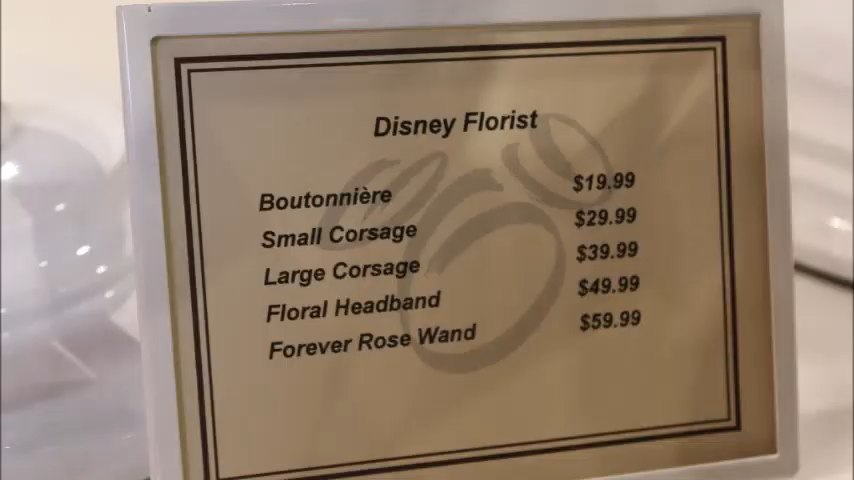 Disney Florist
Boutonnière $19.99
Small Corsage $29.99
Large Corsage $39.99
Floral Headband $49.99
Forever Rose Wand $59.99